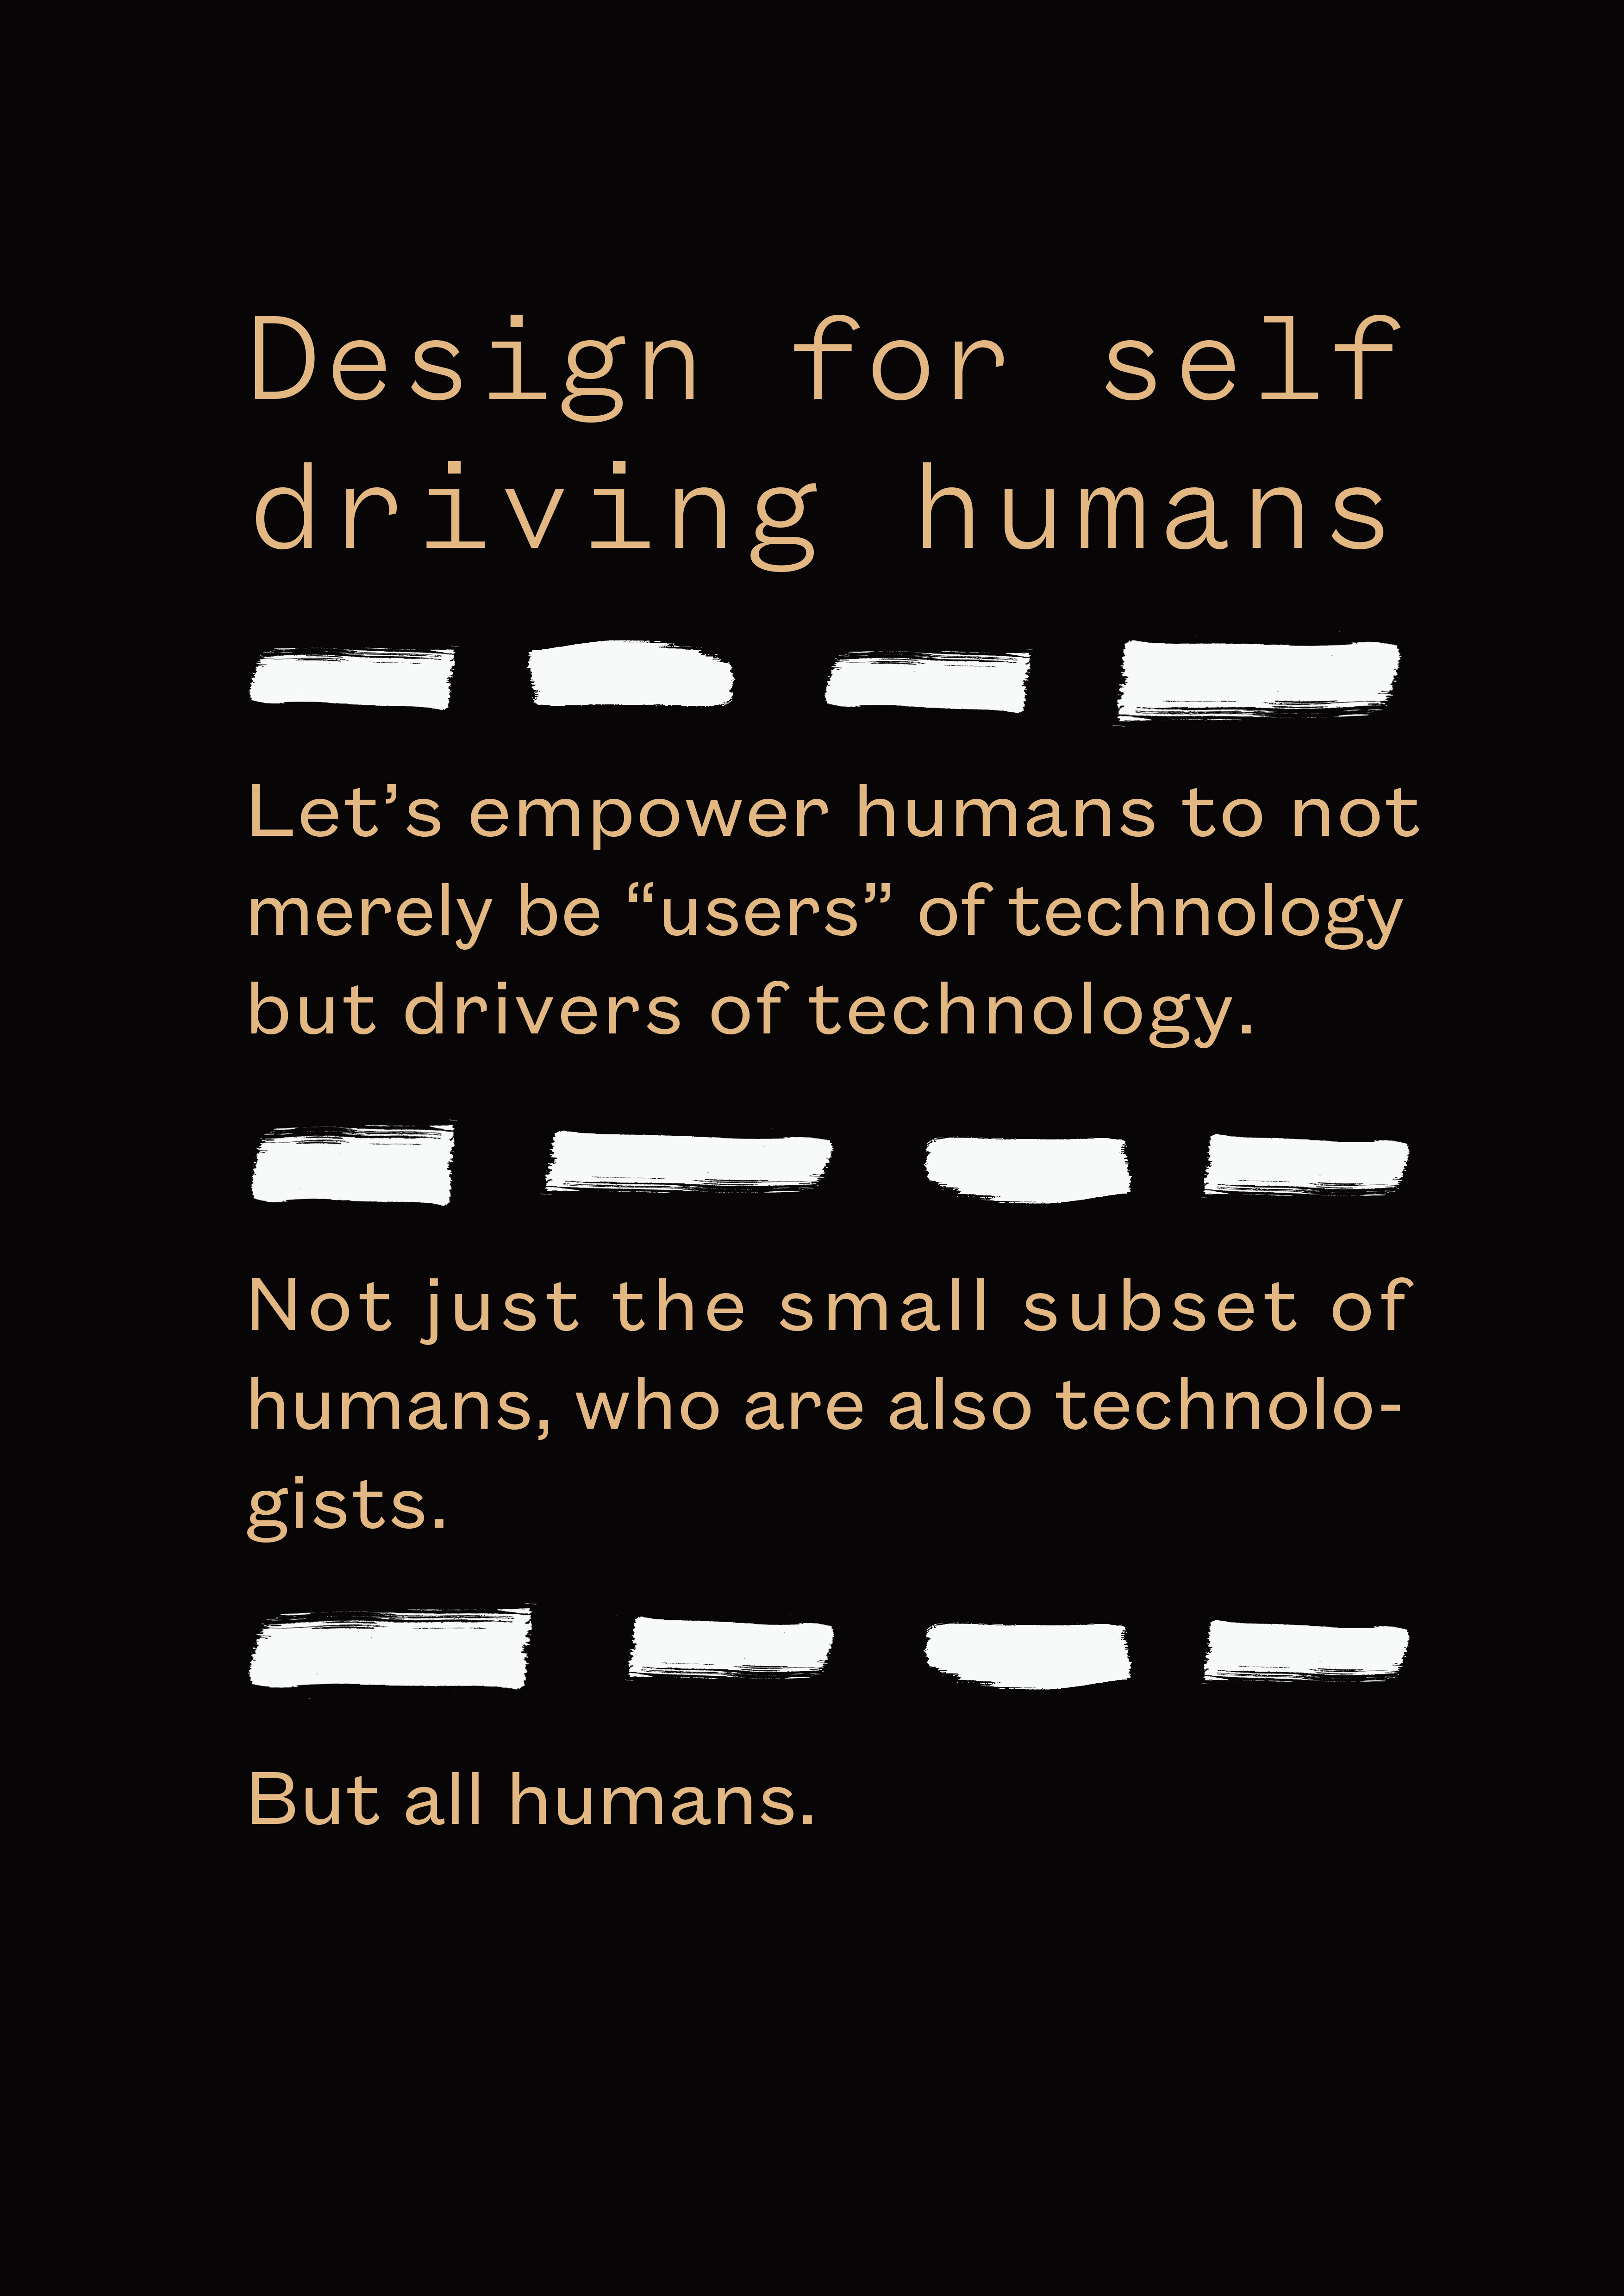 Design for self
driving humans
Let’s empower humans to not
merely be “users” of technology
but drivers of technology.
Not just the small subset of
humans, who are also technolo-
gists.
But all humans.